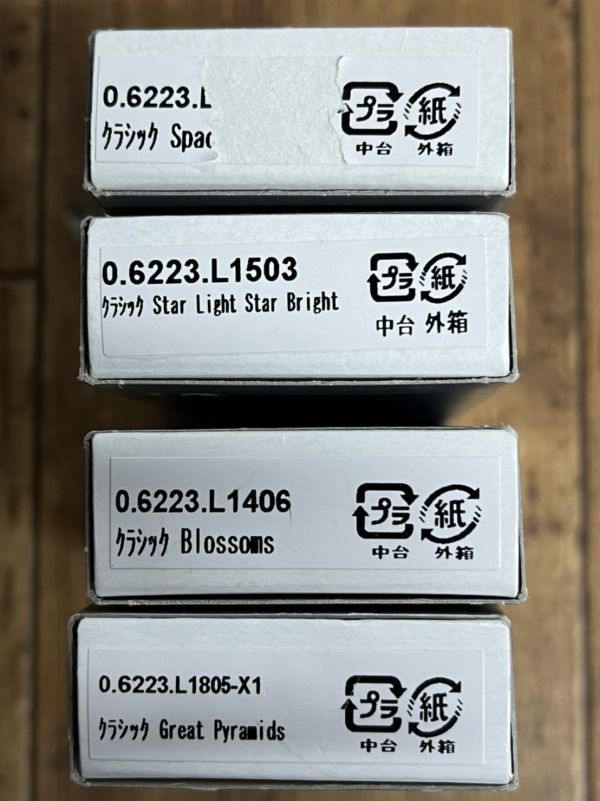 0.6223.L
プラ
紙
ｸﾗｼｯｸ Spac
中台
外箱
0.6223.L1503
プラ
紙
ｸﾗｼｯｸ Star Light Star Bright
中台
外箱
0.6223.L1406
プラ
紙
ｸﾗｼｯｸ Blossoms
中台
外箱
0.6223.L1805-X1
プラ
紙
ｸﾗｼｯｸ Great Pyramids
中台
外箱